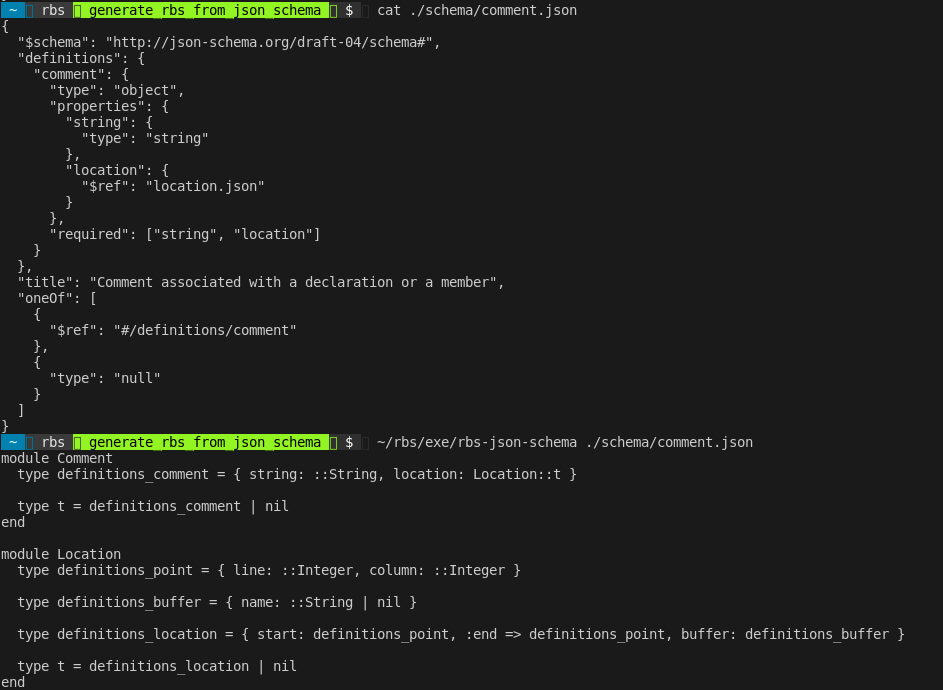 ~ rbs generate_rbs_from_json_schema $ cat ./schema/comment.json
{
  "$schema": "http://json-schema.org/draft-04/schema#",
  "definitions": {
    "comment": {
      "type": "object",
      "properties": {
        "string": {
          "type": "string"
        },
        "location": {
          "$ref": "location.json"
        }
      },
      "required": ["string", "location"]
    }
  },
  "title": "Comment associated with a declaration or a member",
  "oneOf": [
    {
      "$ref": "#/definitions/comment"
    },
    {
      "type": "null"
    }
  ]
}
~ rbs generate_rbs_from_json_schema $ ~/rbs/exe/rbs-json-schema ./schema/comment.json
module Comment
  type definitions_comment = { string: ::String, location: Location::t }

  type t = definitions_comment | nil
end

module Location
  type definitions_point = { line: ::Integer, column: ::Integer }

  type definitions_buffer = { name: ::String | nil }

  type definitions_location = { start: definitions_point, :end => definitions_point, buffer: definitions_buffer }

  type t = definitions_location | nil
end